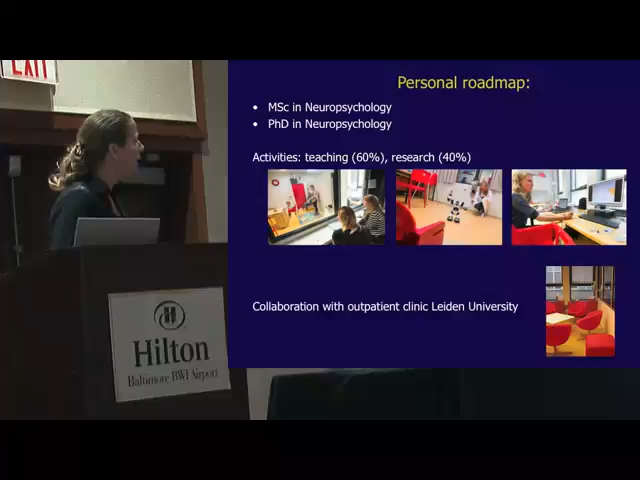 EXIT
Personal roadmap:
• MSc in Neuropsychology
• PhD in Neuropsychology
Activities: teaching (60%), research (40%)
Collaboration with outpatient clinic Leiden University
H
Hilton
Baltimore BWI Airport